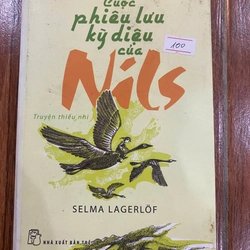 Cuộc
phiêu lưu
kỳ diệu
của
100
Nils
Truyện thiếu nhi
SELMA LAGERLÖF
NHÀ XUẤT BẢN TRẺ